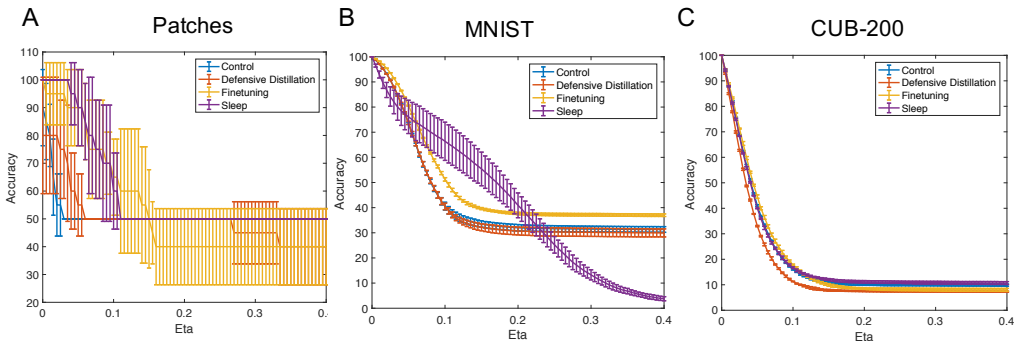 A
Patches
110
100
90
80
70
60
50
40
30
20
Accuracy
0
0.1
0.2
0.3
0.4
Eta
Control
Defensive Distillation
Finetuning
Sleep
B
MNIST
100
90
80
70
60
50
40
30
20
10
0
Accuracy
0
0.1
0.2
0.3
0.4
Eta
Control
Defensive Distillation
Finetuning
Sleep
C
CUB-200
100
90
80
70
60
50
40
30
20
10
0
Accuracy
0
0.1
0.2
0.3
0.4
Eta
Control
Defensive Distillation
Finetuning
Sleep